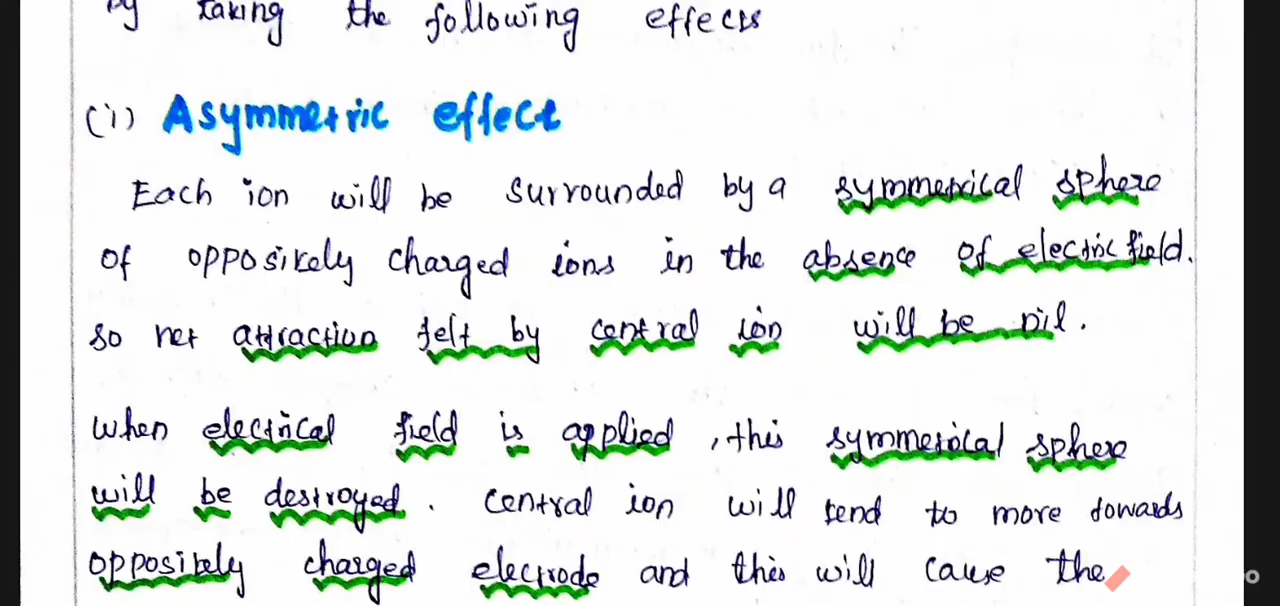 by taking the following effects
(i) Asymmetric effect
Each ion will be surrounded by a symmetrical sphere
of oppositely charged ions in the absence of electric field.
so net attraction felt by central ion will be nil.
when electrical field is applied, this symmetrical sphere
will be destroyed. central ion will tend to more towards
oppositely charged electrode and this will cause the